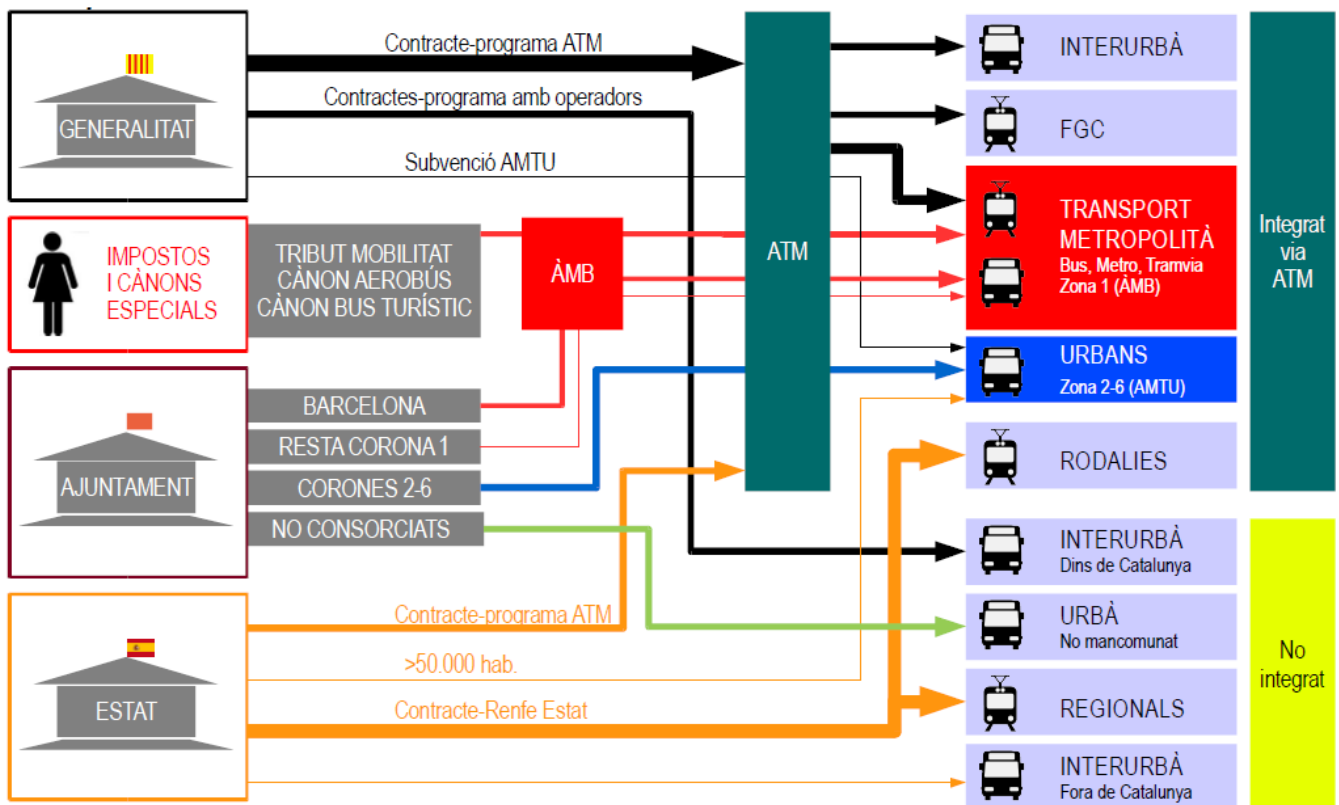 Contracte-programa ATM
Contractes-programa amb operadors
GENERALITAT
Subvenció AMTU
IMPOSTOS
I CÀNONS
ESPECIALS
TRIBUT MOBILITAT
CÀNON AEROBÚS
CÀNON BUS TURÍSTIC
ÀMB
ATM
AJUNTAMENT
BARCELONA
RESTA CORONA 1
CORONES 2-6
NO CONSORCIATS
ESTAT
Contracte-programa ATM
>50.000 hab.
Contracte-Renfe Estat
INTERURBÀ
FGC
TRANSPORT
METROPOLITÀ
Bus, Metro, Tramvia
Zona 1 (ÀMB)
URBANS
Zona 2-6 (AMTU)
RODALIES
INTERURBÀ
Dins de Catalunya
URBÀ
No mancomunat
REGIONALS
INTERURBÀ
Fora de Catalunya
Integrat
via
ATM
No
integrat